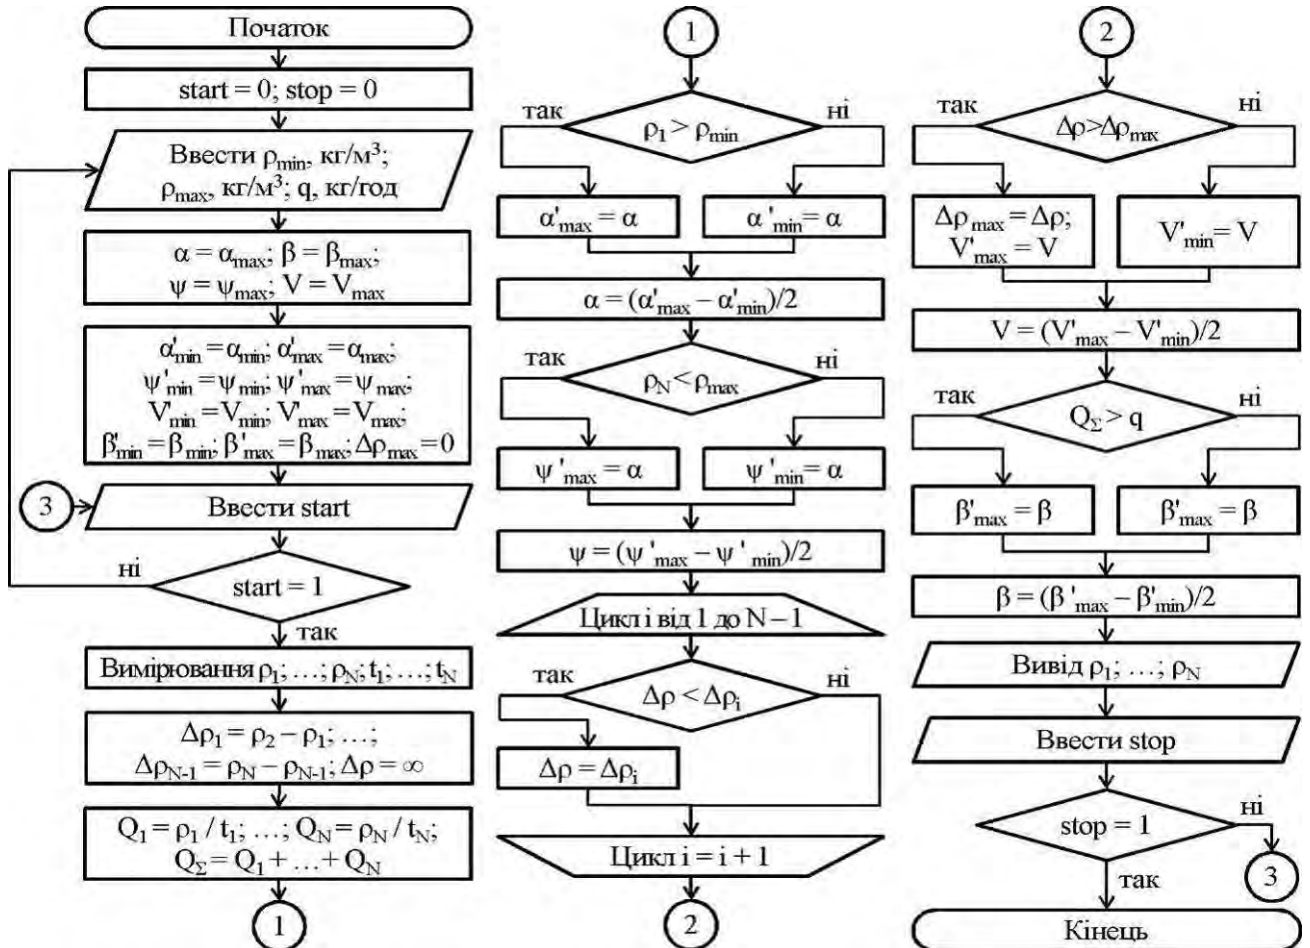 Початок
start = 0; stop = 0
Ввести ρmin, кг/м³;
ρmax, кг/м³; q, кг/год
α = αmax; β = βmax;
ψ = ψmax; V = Vmax
α'min = αmin; α'max = αmax;
ψ'min = ψmin; ψ'max = ψmax;
V'min = Vmin; V'max = Vmax;
β'min = βmin; β'max = βmax; Δρmax = 0
3
Ввести start
ні
start = 1
так
Вимірювання ρ1; …; ρN; t1; …; tN
Δρ1 = ρ2 – ρ1; …;
ΔρN-1 = ρN – ρN-1; Δρ = ∞
Q1 = ρ1 / t1; …; QN = ρN / tN;
QΣ = Q1 + … + QN
1
1
так
ні
ρ1 > ρmin
α'max = α
α'min = α
α = (α'max – α'min)/2
так
ні
ρN < ρmax
ψ'max = α
ψ'min = α
ψ = (ψ'max – ψ'min)/2
Цикл i від 1 до N – 1
так
ні
Δρ < Δρi
Δρ = Δρi
Цикл i = i + 1
2
2
так
ні
Δρ > Δρmax
Δρmax = Δρ;
V'max = V
V'min = V
V = (V'max – V'min)/2
так
ні
QΣ > q
β'max = β
β'max = β
β = (β'max – β'min)/2
Вивід ρ1; …; ρN
Ввести stop
stop = 1
ні
так
3
Кінець